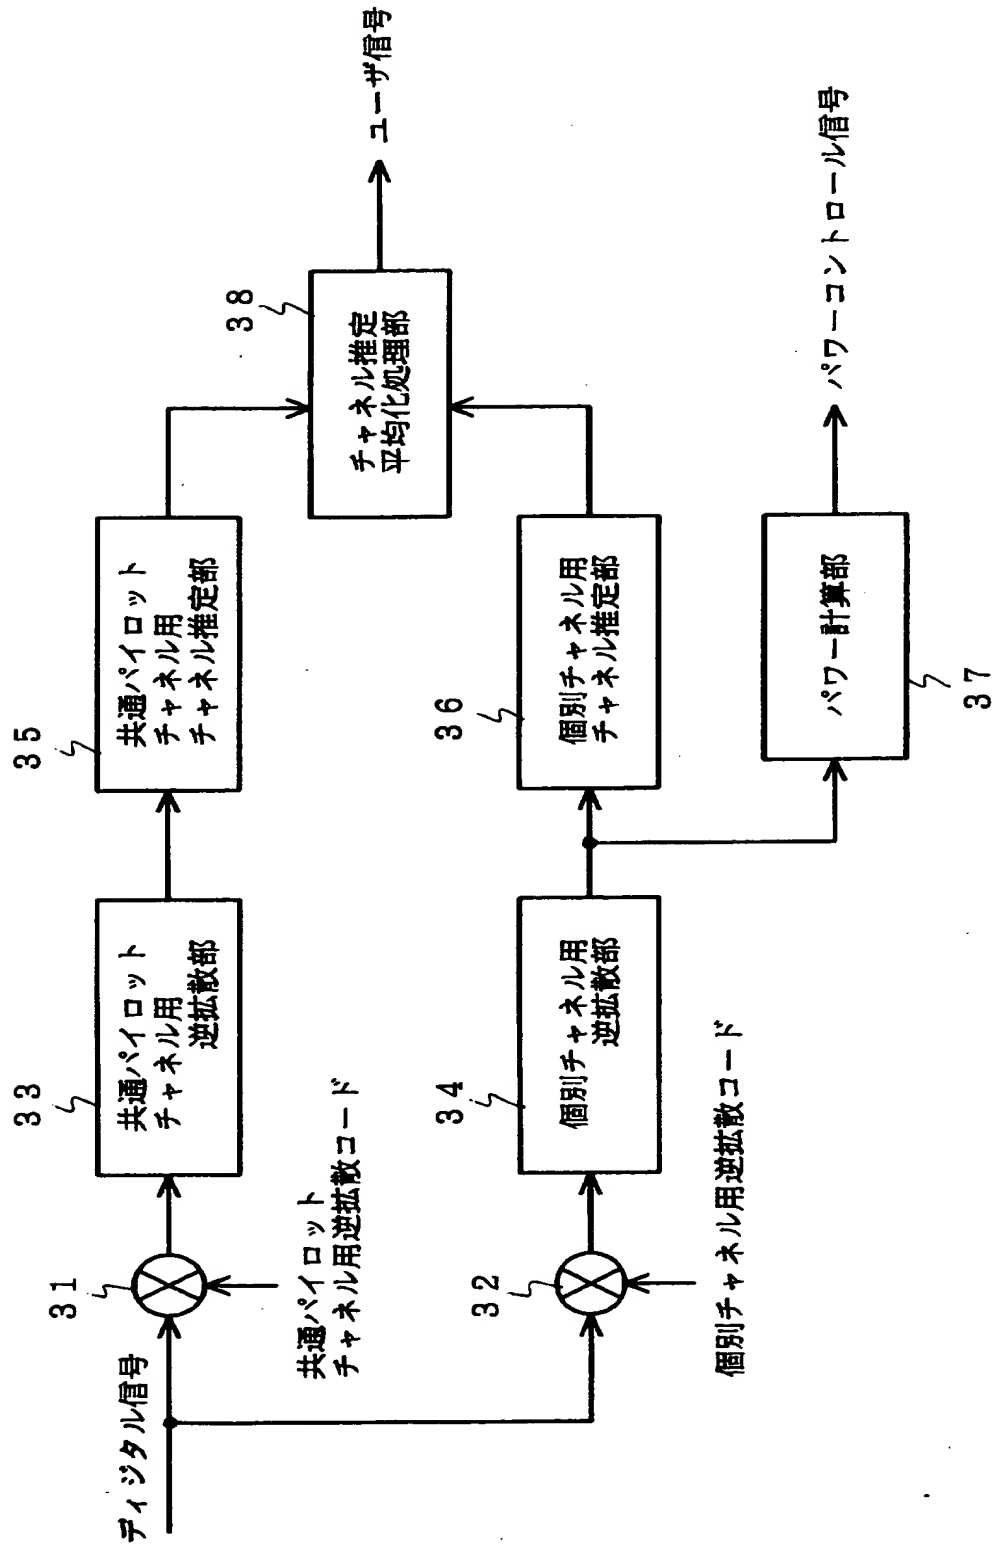 ディジタル信号
31
共通パイロット
チャネル用逆拡散コード
33
共通パイロット
チャネル用
逆拡散部
35
共通パイロット
チャネル用
チャネル推定部
38
チャネル推定
平均化処理部
ユーザ信号
32
個別チャネル用逆拡散コード
34
個別チャネル用
逆拡散部
36
個別チャネル用
チャネル推定部
パワー計算部
37
パワーコントロール信号